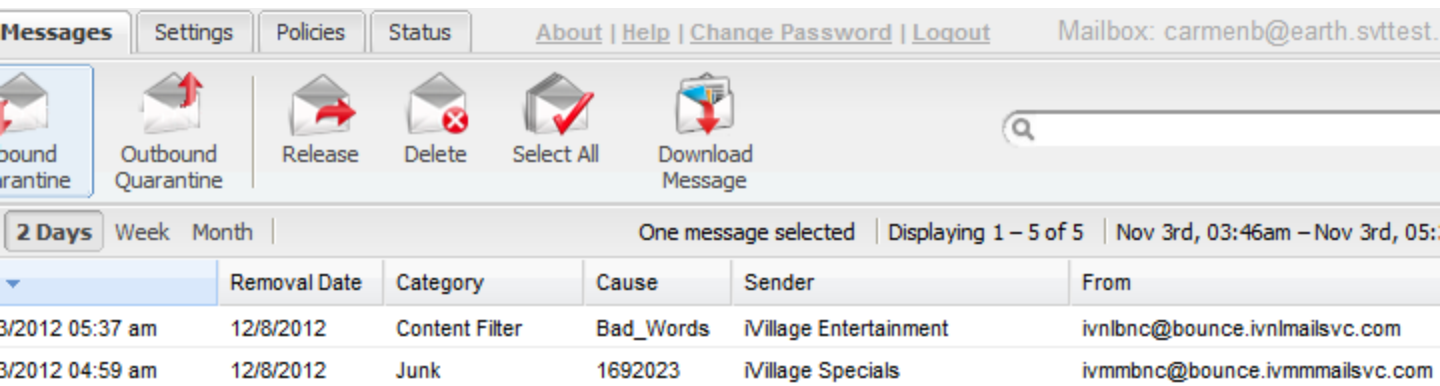 Messages Settings Policies Status About | Help | Change Password | Logout Mailbox: carmenb@earth.svttest.
Outbound Quarantine Release Delete Select All Download Message
2 Days Week Month One message selected Displaying 1 – 5 of 5 Nov 3rd, 03:46am – Nov 3rd, 05:
Removal Date Category Cause Sender From
3/2012 05:37 am 12/8/2012 Content Filter Bad_Words iVillage Entertainment ivnlbnc@bounce.ivnlmailsvc.com
3/2012 04:59 am 12/8/2012 Junk 1692023 iVillage Specials ivmmbnc@bounce.ivmmmailsvc.com